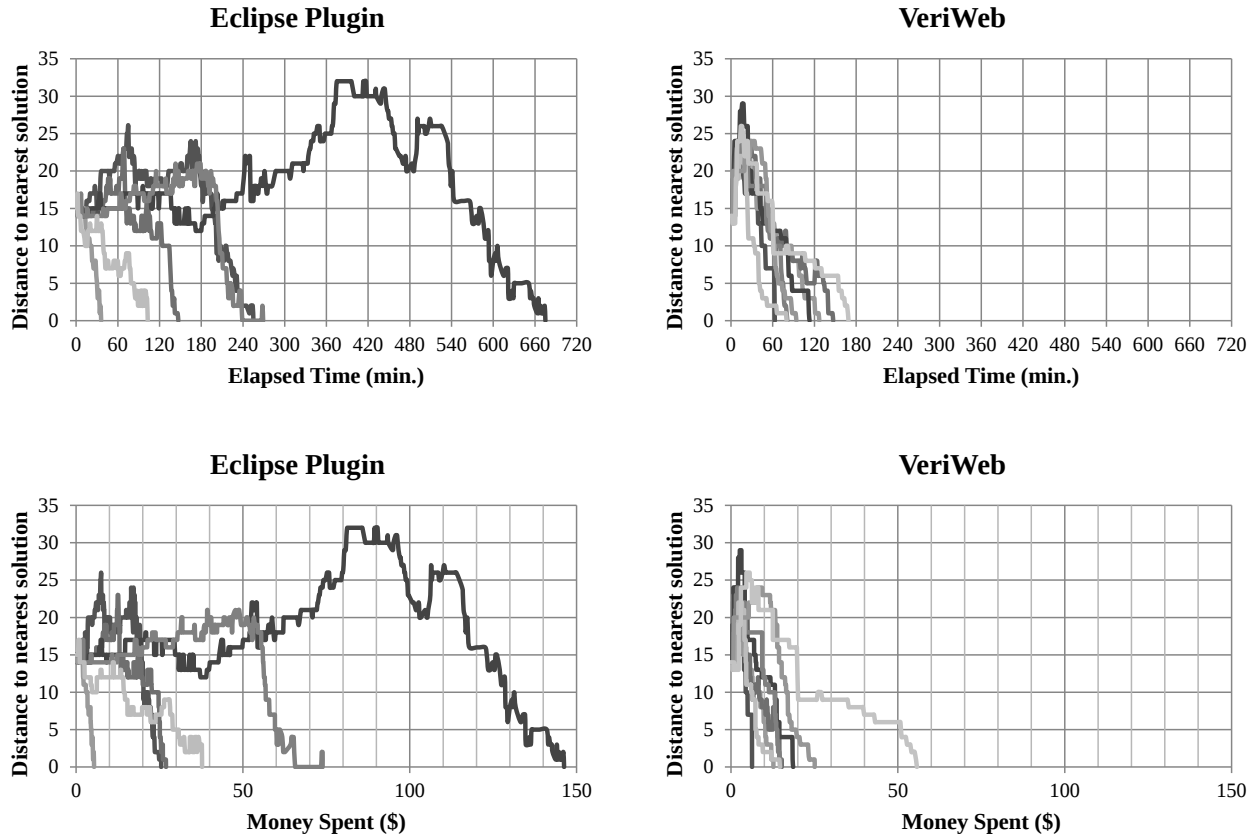 Eclipse Plugin
Distance to nearest solution
35
30
25
20
15
10
5
0
0 60 120 180 240 300 360 420 480 540 600 660 720
Elapsed Time (min.)
VeriWeb
Distance to nearest solution
35
30
25
20
15
10
5
0
0 60 120 180 240 300 360 420 480 540 600 660 720
Elapsed Time (min.)
Eclipse Plugin
Distance to nearest solution
35
30
25
20
15
10
5
0
0 50 100 150
Money Spent ($)
VeriWeb
Distance to nearest solution
35
30
25
20
15
10
5
0
0 50 100 150
Money Spent ($)